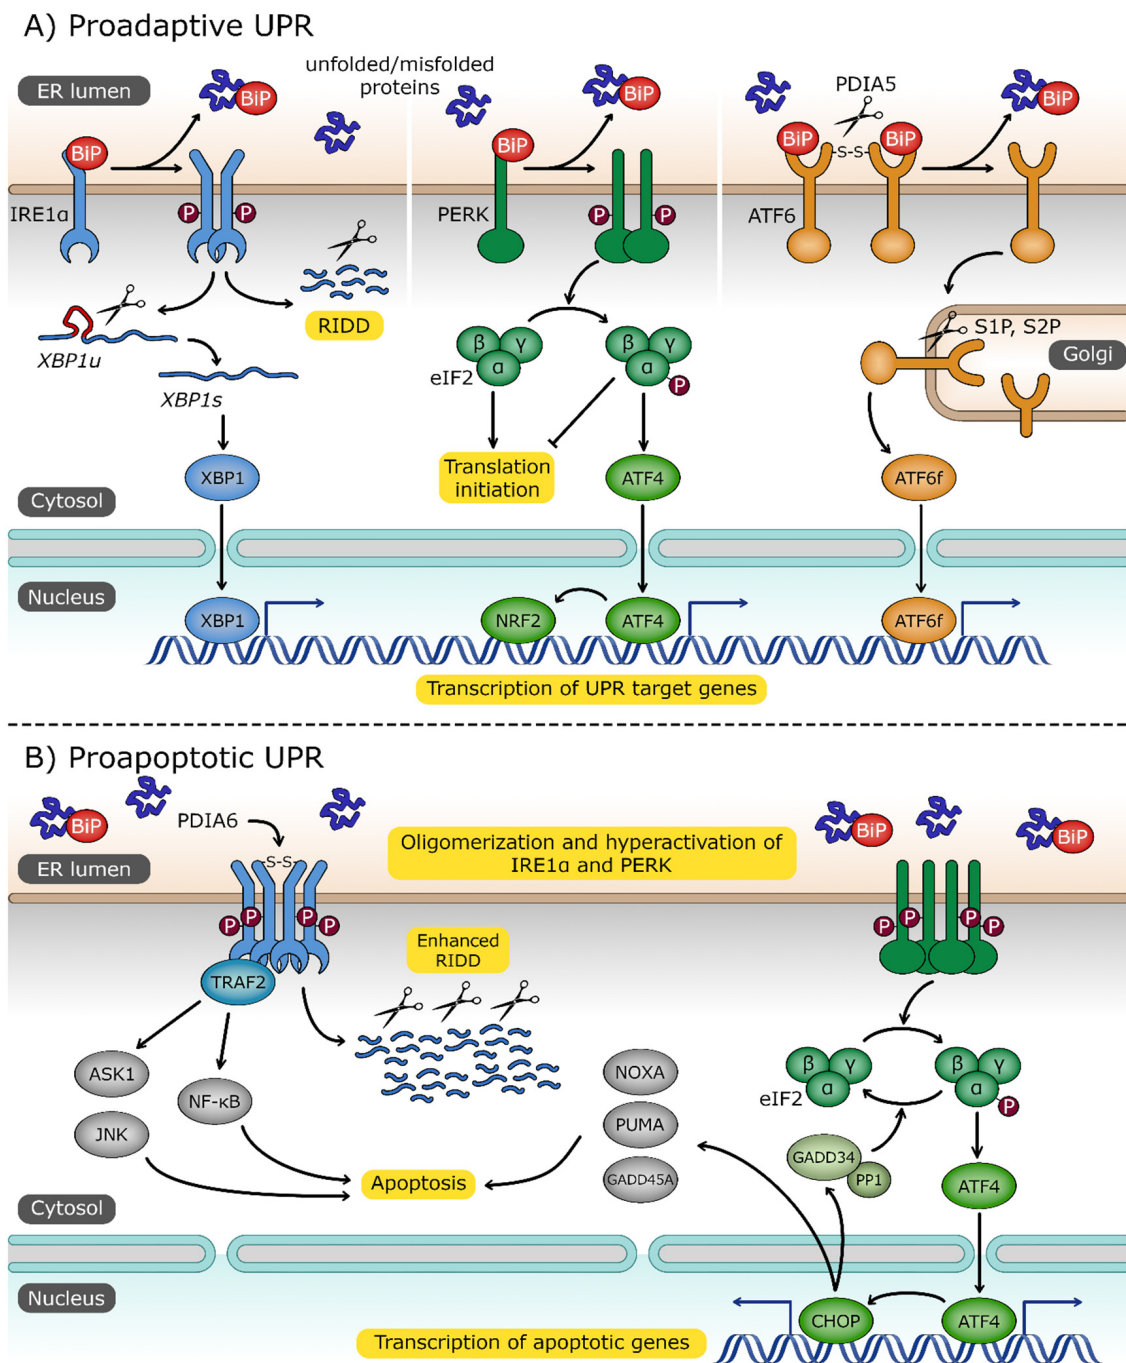 A) Proadaptive UPR
ER lumen
BiP
unfolded/misfolded
proteins
BiP
PDIA5
BiP
BiP
BiP
BiP
-S-S-
BiP
IRE1α
P
P
PERK
P
P
ATF6
RIDD
XBP1u
XBP1s
β
γ
α
eIF2
β
γ
α
P
S1P, S2P
Golgi
XBP1
Translation
initiation
ATF4
ATF6f
Cytosol
Nucleus
XBP1
NRF2
ATF4
ATF6f
Transcription of UPR target genes
B) Proapoptotic UPR
BiP
PDIA6
BiP
BiP
ER lumen
-S-S-
Oligomerization and hyperactivation of
IRE1α and PERK
P
P
P
P
P
P
P
P
TRAF2
Enhanced
RIDD
ASK1
NF-κB
JNK
NOXA
PUMA
GADD45A
Apoptosis
β
γ
α
eIF2
β
γ
α
P
GADD34
PP1
ATF4
Cytosol
Nucleus
CHOP
ATF4
Transcription of apoptotic genes